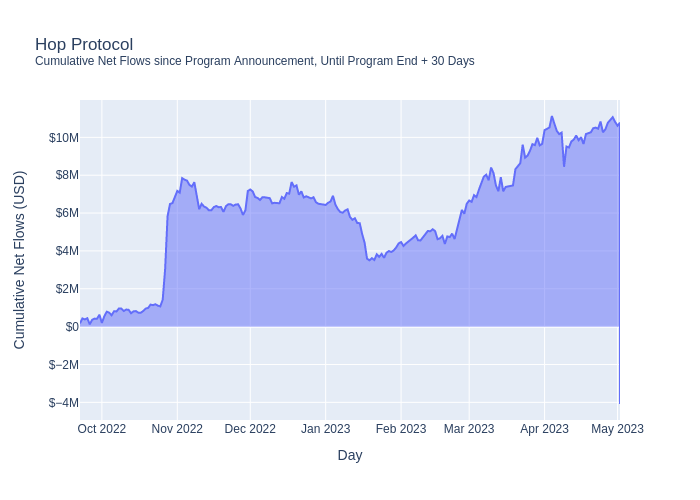 Hop Protocol
Cumulative Net Flows since Program Announcement, Until Program End + 30 Days
Cumulative Net Flows (USD)
$10M
$8M
$6M
$4M
$2M
$0
$−2M
$−4M
Oct 2022 Nov 2022 Dec 2022 Jan 2023 Feb 2023 Mar 2023 Apr 2023 May 2023
Day